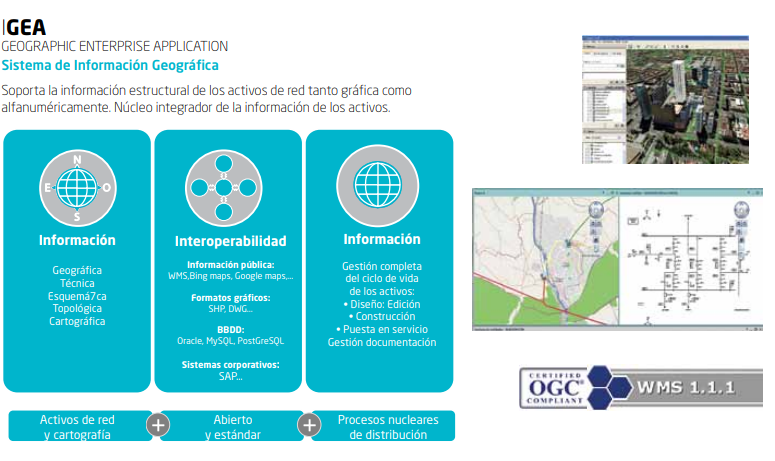 IGEA
GEOGRAPHIC ENTERPRISE APPLICATION
Sistema de Información Geográfica
Soporta la información estructural de los activos de red tanto gráfica como
alfanuméricamente. Núcleo integrador de la información de los activos.
N
E O
S
Información
Geográfica
Técnica
Esquemá7ca
Topológica
Cartográfica
Interoperabilidad
Información pública:
WMS,Bing maps, Google maps,...
Formatos gráficos:
SHP, DWG...
BBDD:
Oracle, MySQL, PostGreSQL
Sistemas corporativos:
SAP...
Información
Gestión completa
del ciclo de vida
de los activos:
• Diseño: Edición
• Construcción
• Puesta en servicio
Gestión documentación
Activos de red
y cartografía
+
Abierto
y estándar
+
Procesos nucleares
de distribución
CERTIFIED
OGC®
COMPLIANT
WMS 1.1.1